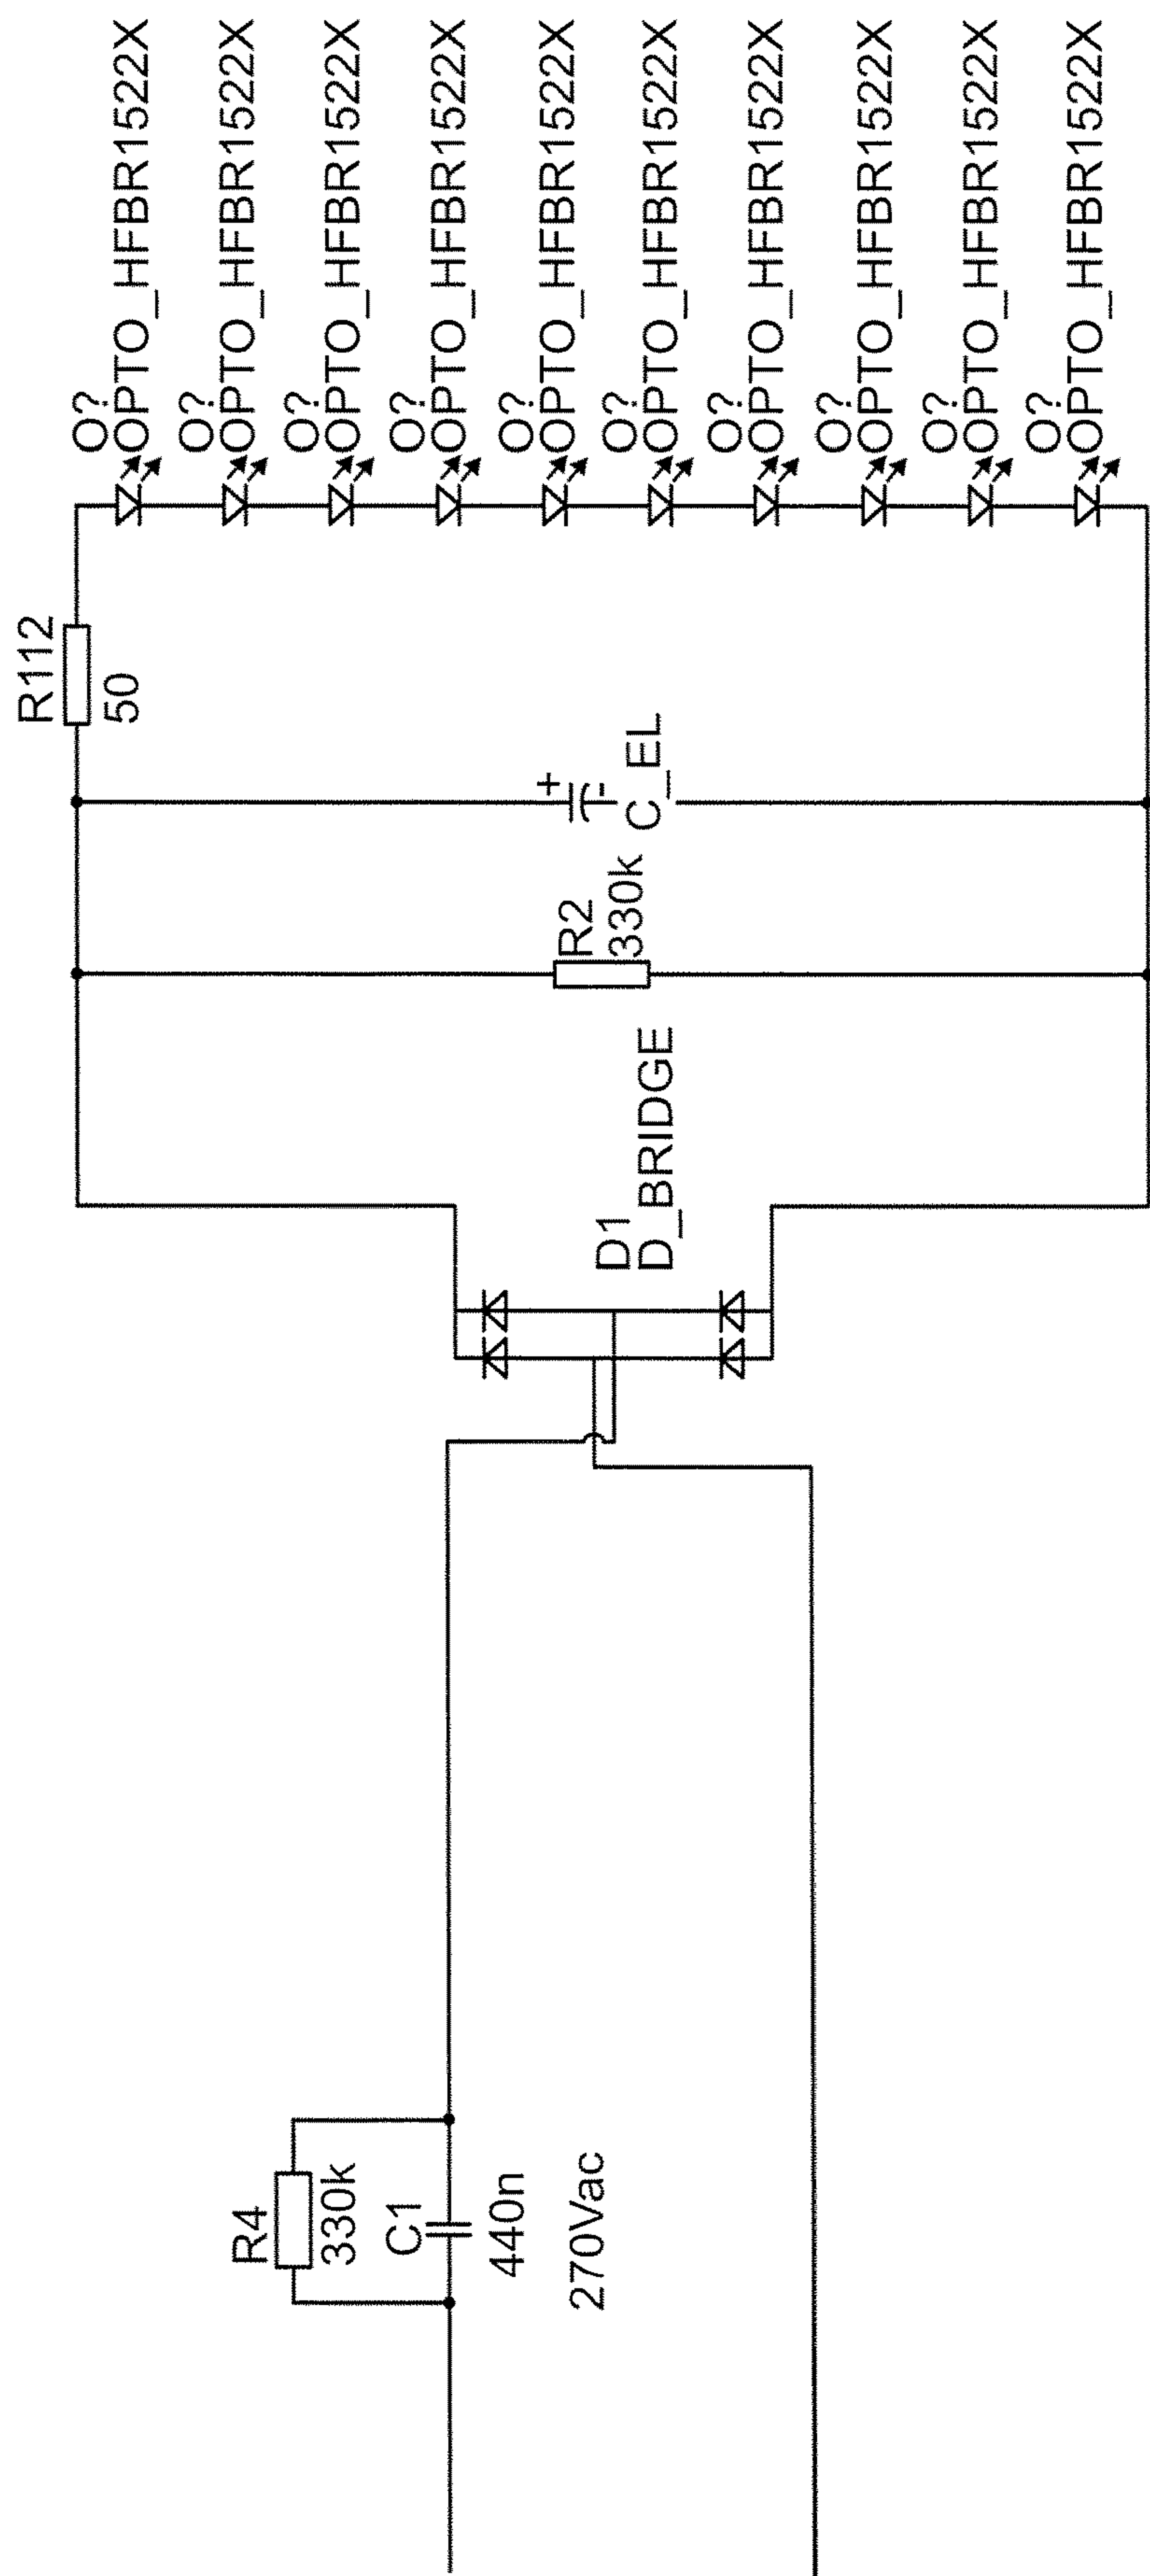 R112
50
O?
OPTO_HFBR1522X
O?
OPTO_HFBR1522X
O?
OPTO_HFBR1522X
O?
OPTO_HFBR1522X
O?
OPTO_HFBR1522X
O?
OPTO_HFBR1522X
O?
OPTO_HFBR1522X
O?
OPTO_HFBR1522X
O?
OPTO_HFBR1522X
O?
OPTO_HFBR1522X
+
-
C_EL
R2
330k
D1
D_BRIDGE
R4
330k
C1
440n
270Vac